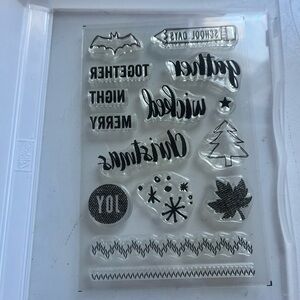 SCHOOL DAYS
gather
TOGETHER
NIGHT
wicked
MERRY
Christmas
JOY